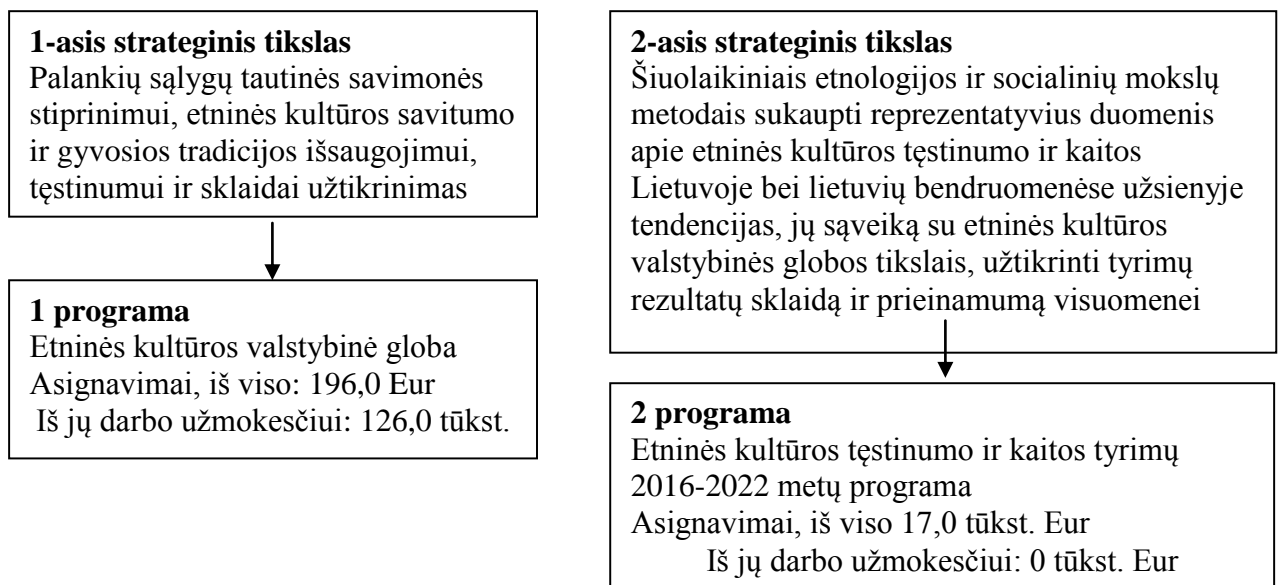 1-asis strateginis tikslas
Palankių sąlygų tautinės savimonės
stiprinimui, etninės kultūros savitumo
ir gyvosios tradicijos išsaugojimui,
tęstinumui ir sklaidai užtikrinimas
1 programa
Etninės kultūros valstybinė globa
Asignavimai, iš viso: 196,0 Eur
Iš jų darbo užmokesčiui: 126,0 tūkst.
2-asis strateginis tikslas
Šiuolaikiniais etnologijos ir socialinių mokslų
metodais sukaupti reprezentatyvius duomenis
apie etninės kultūros tęstinumo ir kaitos
Lietuvoje bei lietuvių bendruomenėse užsienyje
tendencijas, jų sąveiką su etninės kultūros
valstybinės globos tikslais, užtikrinti tyrimų
rezultatų sklaidą ir prieinamumą visuomenei
2 programa
Etninės kultūros tęstinumo ir kaitos tyrimų
2016-2022 metų programa
Asignavimai, iš viso 17,0 tūkst. Eur
Iš jų darbo užmokesčiui: 0 tūkst. Eur